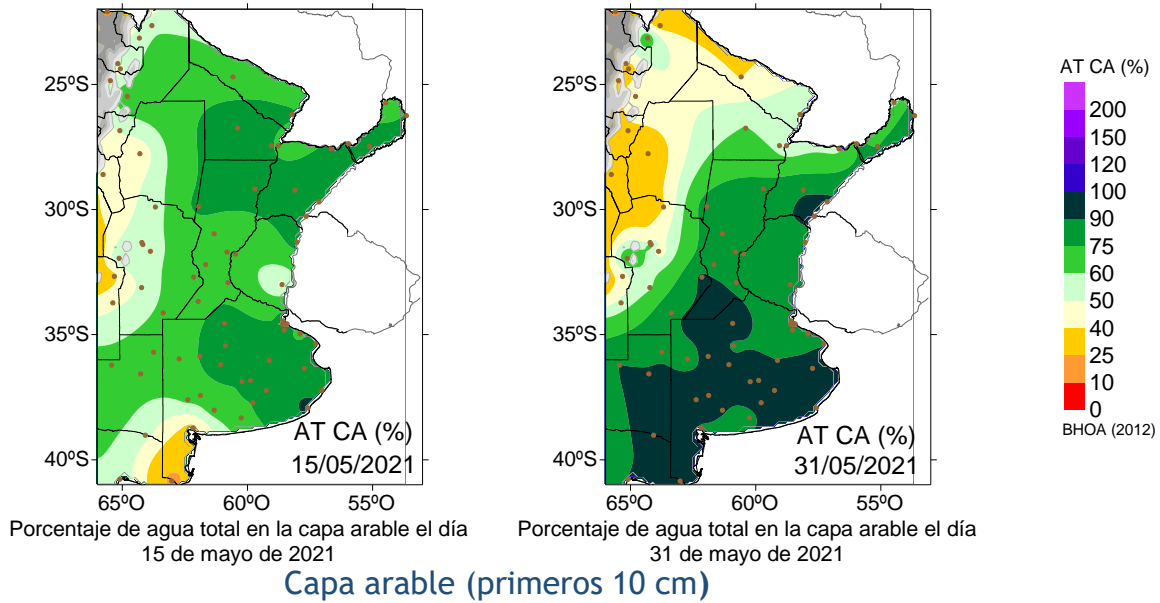 25ºS
30ºS
35ºS
40ºS
65ºO
60ºO
55ºO
AT CA (%)
15/05/2021
Porcentaje de agua total en la capa arable el día
15 de mayo de 2021
25ºS
30ºS
35ºS
40ºS
65ºO
60ºO
55ºO
AT CA (%)
31/05/2021
Porcentaje de agua total en la capa arable el día
31 de mayo de 2021
AT CA (%)
200
150
120
100
90
75
60
50
40
25
10
0
BHOA (2012)
Capa arable (primeros 10 cm)